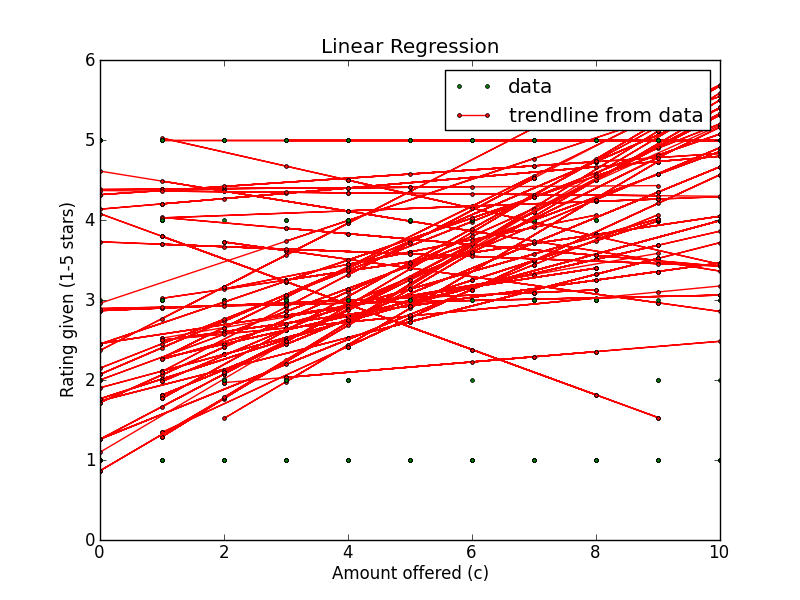 Linear Regression
data
trendline from data
6
5
4
3
2
1
0
Rating given (1-5 stars)
0 2 4 6 8 10
Amount offered (c)